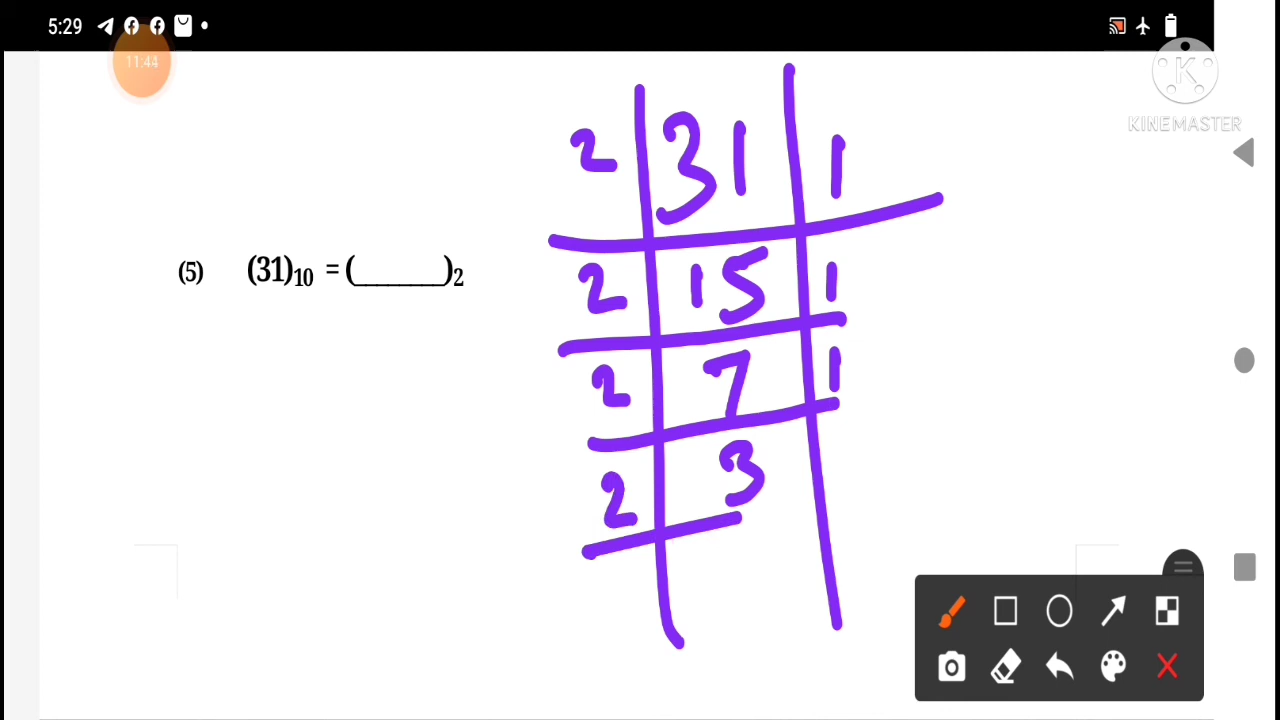 5:29
11:44
KINEMASTER
(5) (31)10 = (_______)2
2 31 1
2 15 1
2 7 1
2 3